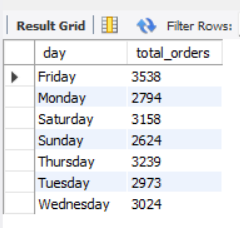 Result Grid Filter Rows:
day total_orders
Friday 3538
Monday 2794
Saturday 3158
Sunday 2624
Thursday 3239
Tuesday 2973
Wednesday 3024